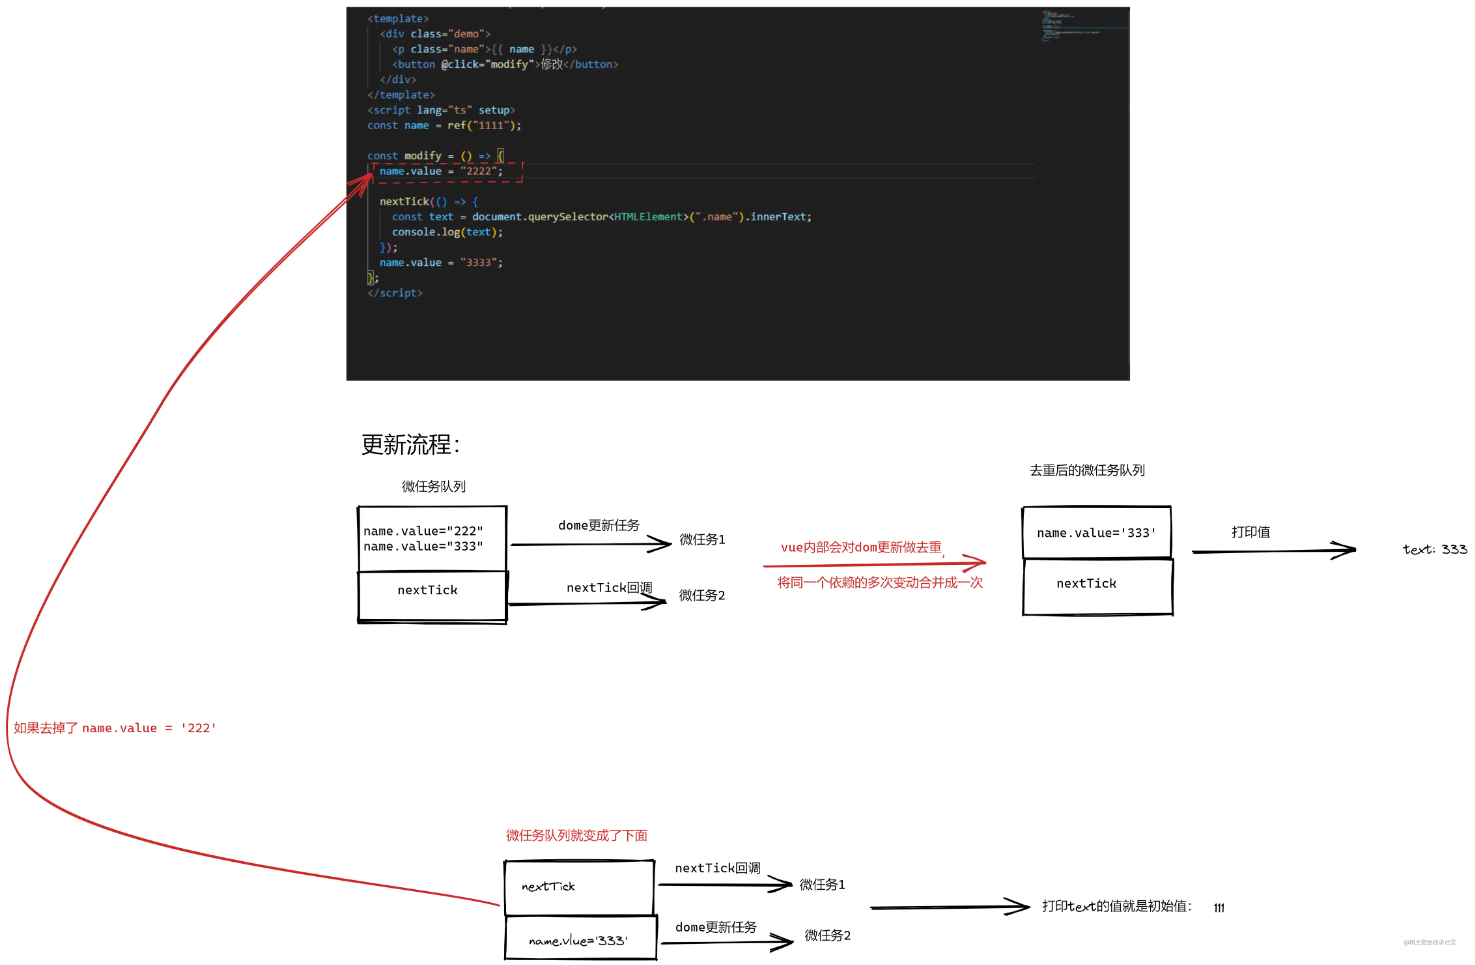 <template>
<div class="demo">
<p class="name">{{ name }}</p>
<button @click="modify">修改</button>
</div>
</template>
<script lang="ts" setup>
const name = ref("1111");
const modify = () => {
name.value = "2222";
nextTick(() => {
const text = document.querySelector<HTMLElement>(".name").innerText;
console.log(text);
});
name.value = "3333";
};
</script>
更新流程：
微任务队列
name.value="222"
name.value="333"
nextTick
dome更新任务
微任务1
nextTick回调
微任务2
vue内部会对dom更新做去重，
将同一个依赖的多次变动合并成一次
去重后的微任务队列
name.value='333'
nextTick
打印值
text: 333
如果去掉了 name.value = '222'
微任务队列就变成了下面
nextTick
name.vlue='333'
nextTick回调
微任务1
dome更新任务
微任务2
打印text的值就是初始值： 111
@稀土掘金技术社区